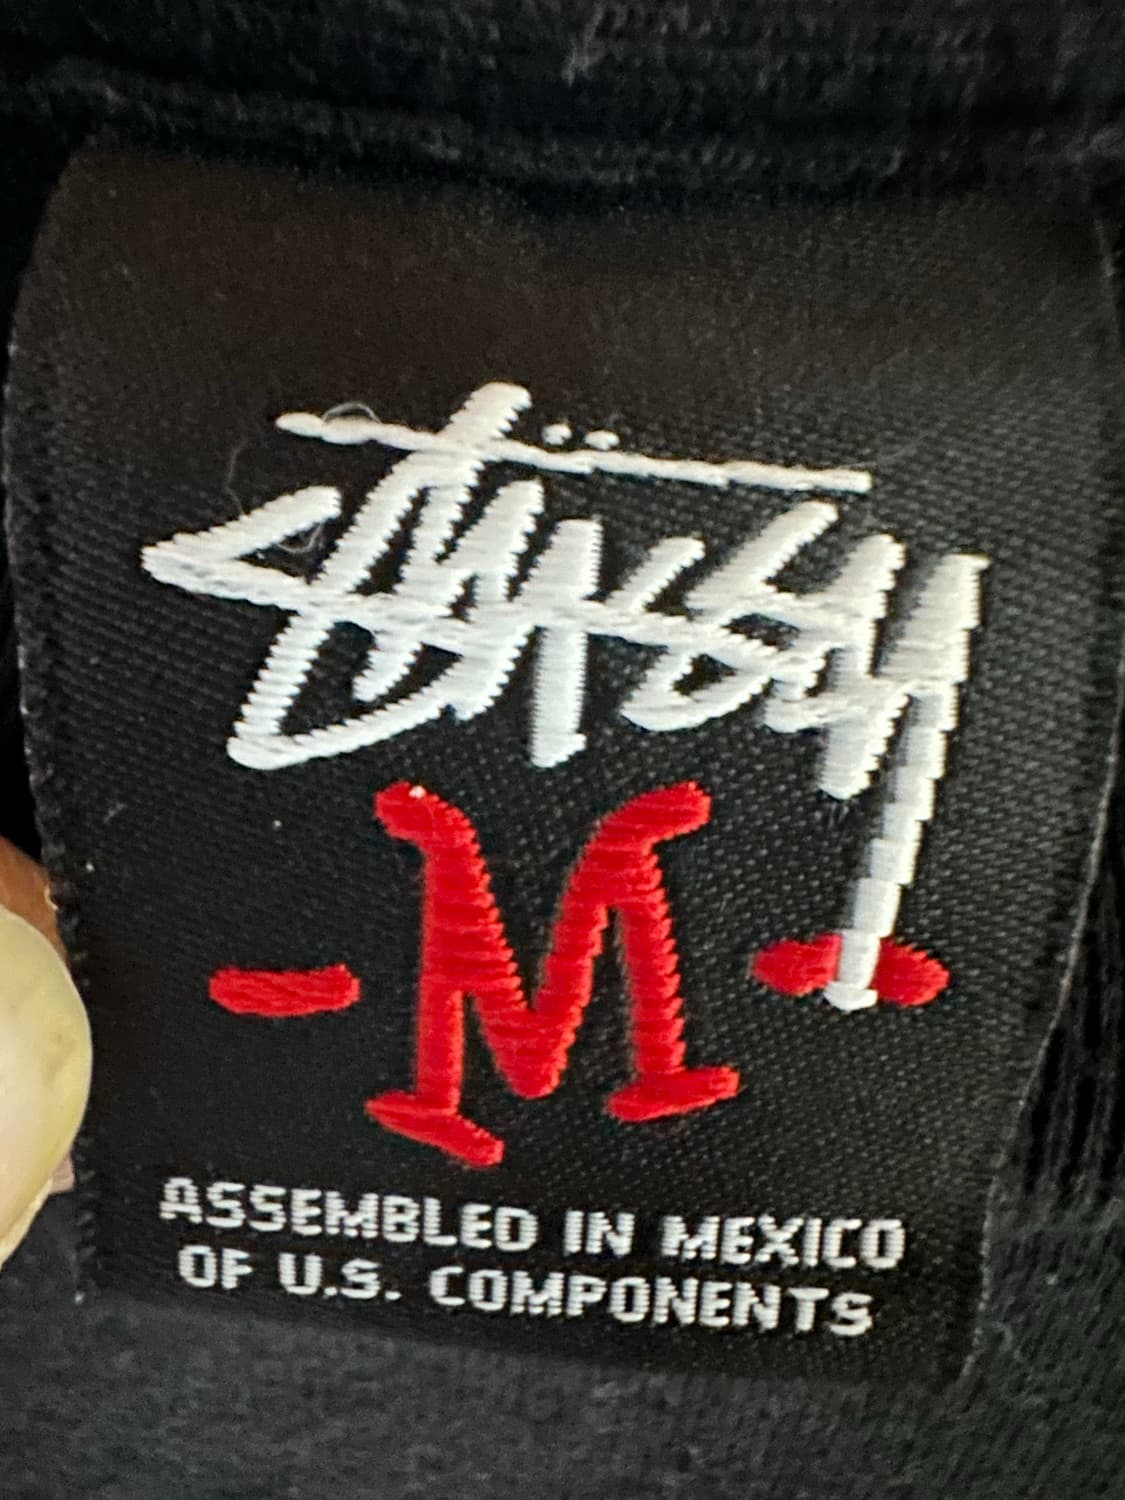 Stüssy
-M-
ASSEMBLED IN MEXICO
OF U.S. COMPONENTS